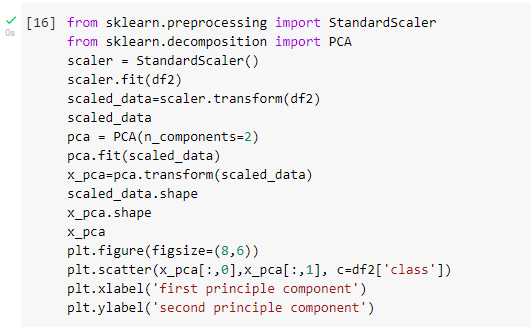 [16] from sklearn.preprocessing import StandardScaler
0s
from sklearn.decomposition import PCA
scaler = StandardScaler()
scaler.fit(df2)
scaled_data=scaler.transform(df2)
scaled_data
pca = PCA(n_components=2)
pca.fit(scaled_data)
x_pca=pca.transform(scaled_data)
scaled_data.shape
x_pca.shape
x_pca
plt.figure(figsize=(8,6))
plt.scatter(x_pca[:,0],x_pca[:,1], c=df2['class'])
plt.xlabel('first principle component')
plt.ylabel('second principle component')